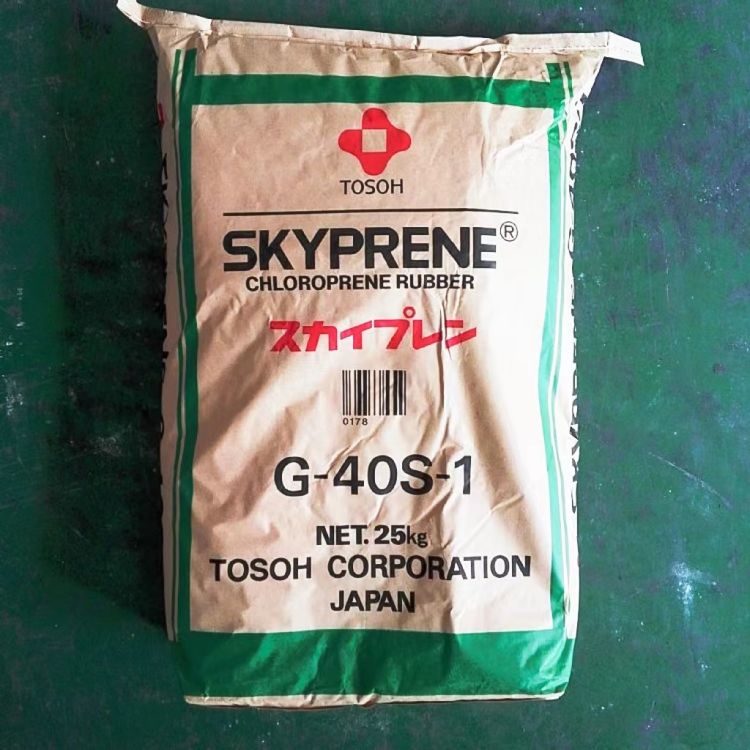 TOSOH
SKYPRENE®
CHLOROPRENE RUBBER
スカイプレン
0178
G-40S-1
NET. 25kg
TOSOH CORPORATION
JAPAN